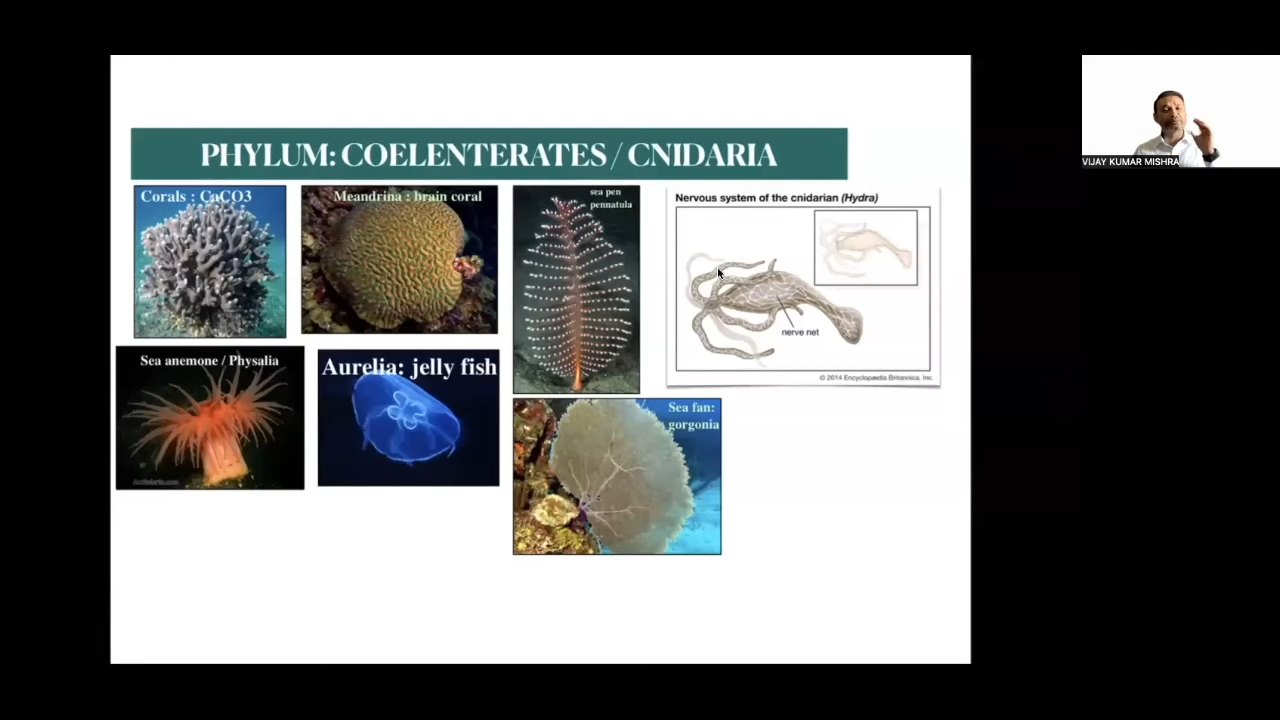 PHYLUM: COELENTERATES / CNIDARIA
Corals : CaCO3
Meandrina : brain coral
sea pen
pennatula
Nervous system of the cnidarian (Hydra)
nerve net
© 2014 Encyclopædia Britannica, Inc.
Sea anemone / Physalia
Aurelia: jelly fish
Sea fan:
gorgonia
VIJAY KUMAR MISHRA